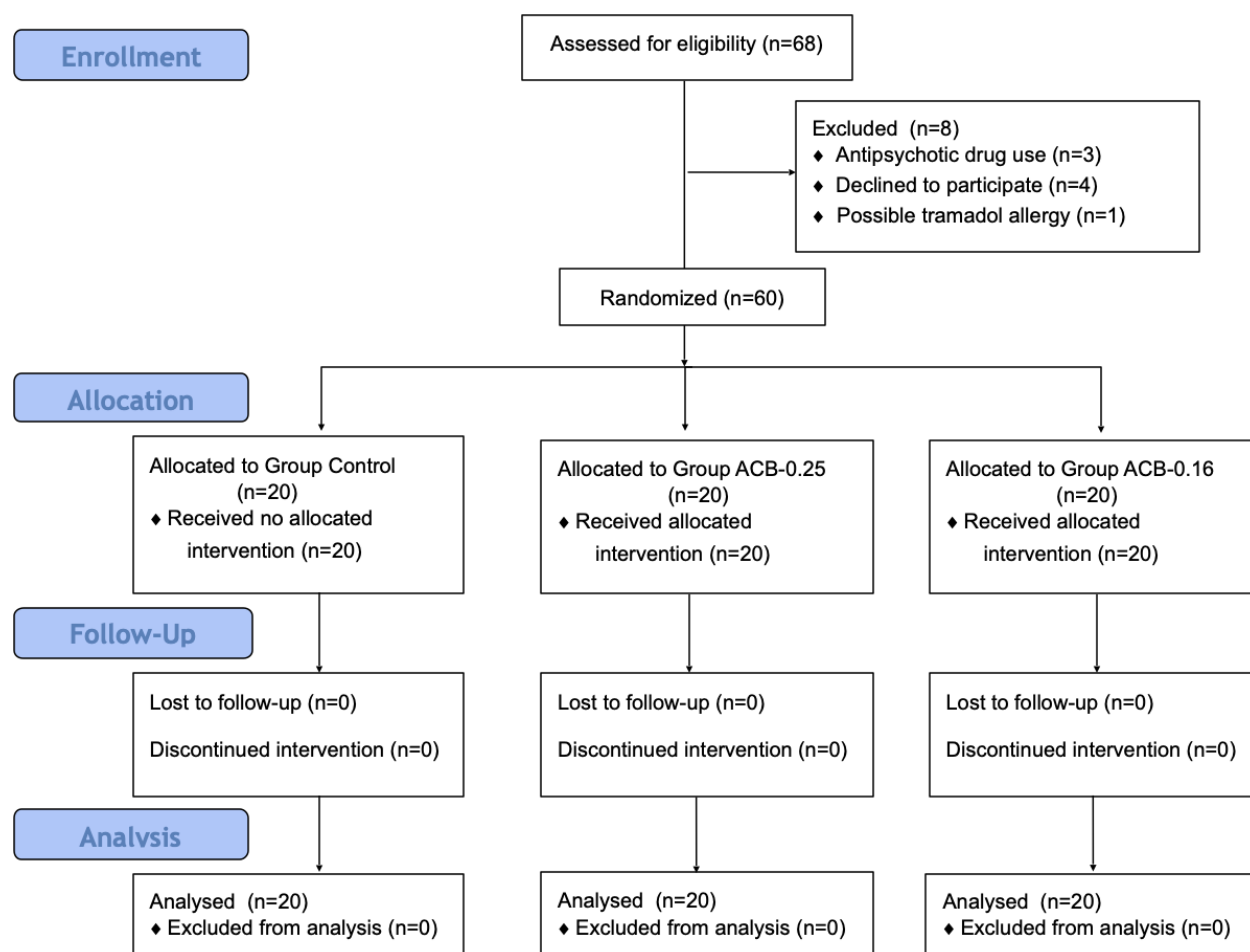 Enrollment
Assessed for eligibility (n=68)
Excluded (n=8)
♦ Antipsychotic drug use (n=3)
♦ Declined to participate (n=4)
♦ Possible tramadol allergy (n=1)
Randomized (n=60)
Allocation
Allocated to Group Control
(n=20)
♦ Received no allocated
intervention (n=20)
Allocated to Group ACB-0.25
(n=20)
♦ Received allocated
intervention (n=20)
Allocated to Group ACB-0.16
(n=20)
♦ Received allocated
intervention (n=20)
Follow-Up
Lost to follow-up (n=0)
Discontinued intervention (n=0)
Lost to follow-up (n=0)
Discontinued intervention (n=0)
Lost to follow-up (n=0)
Discontinued intervention (n=0)
Analysis
Analysed (n=20)
♦ Excluded from analysis (n=0)
Analysed (n=20)
♦ Excluded from analysis (n=0)
Analysed (n=20)
♦ Excluded from analysis (n=0)